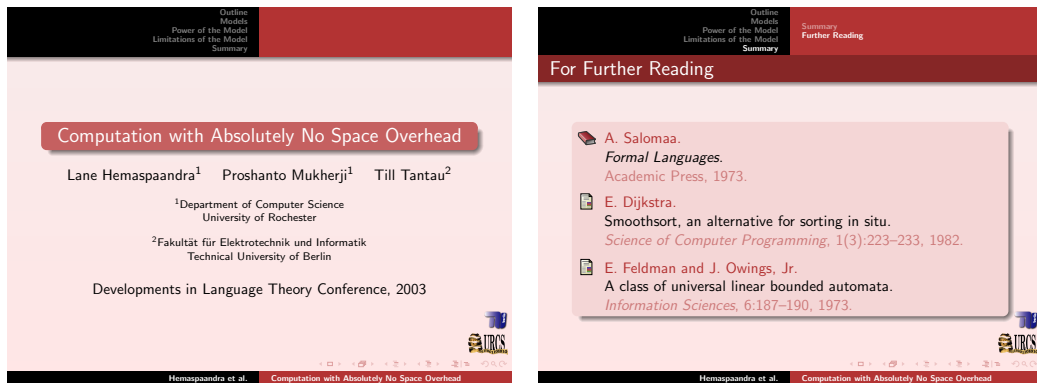 Outline
Models
Power of the Model
Limitations of the Model
Summary
Computation with Absolutely No Space Overhead
Lane Hemaspaandra¹ Proshanto Mukherji¹ Till Tantau²
¹Department of Computer Science
University of Rochester
²Fakultät für Elektrotechnik und Informatik
Technical University of Berlin
Developments in Language Theory Conference, 2003
URCS
Hemaspaandra et al. Computation with Absolutely No Space Overhead
Outline
Models
Power of the Model
Limitations of the Model
Summary
Summary
Further Reading
For Further Reading
A. Salomaa.
Formal Languages.
Academic Press, 1973.
E. Dijkstra.
Smoothsort, an alternative for sorting in situ.
Science of Computer Programming, 1(3):223–233, 1982.
E. Feldman and J. Owings, Jr.
A class of universal linear bounded automata.
Information Sciences, 6:187–190, 1973.
URCS
Hemaspaandra et al. Computation with Absolutely No Space Overhead